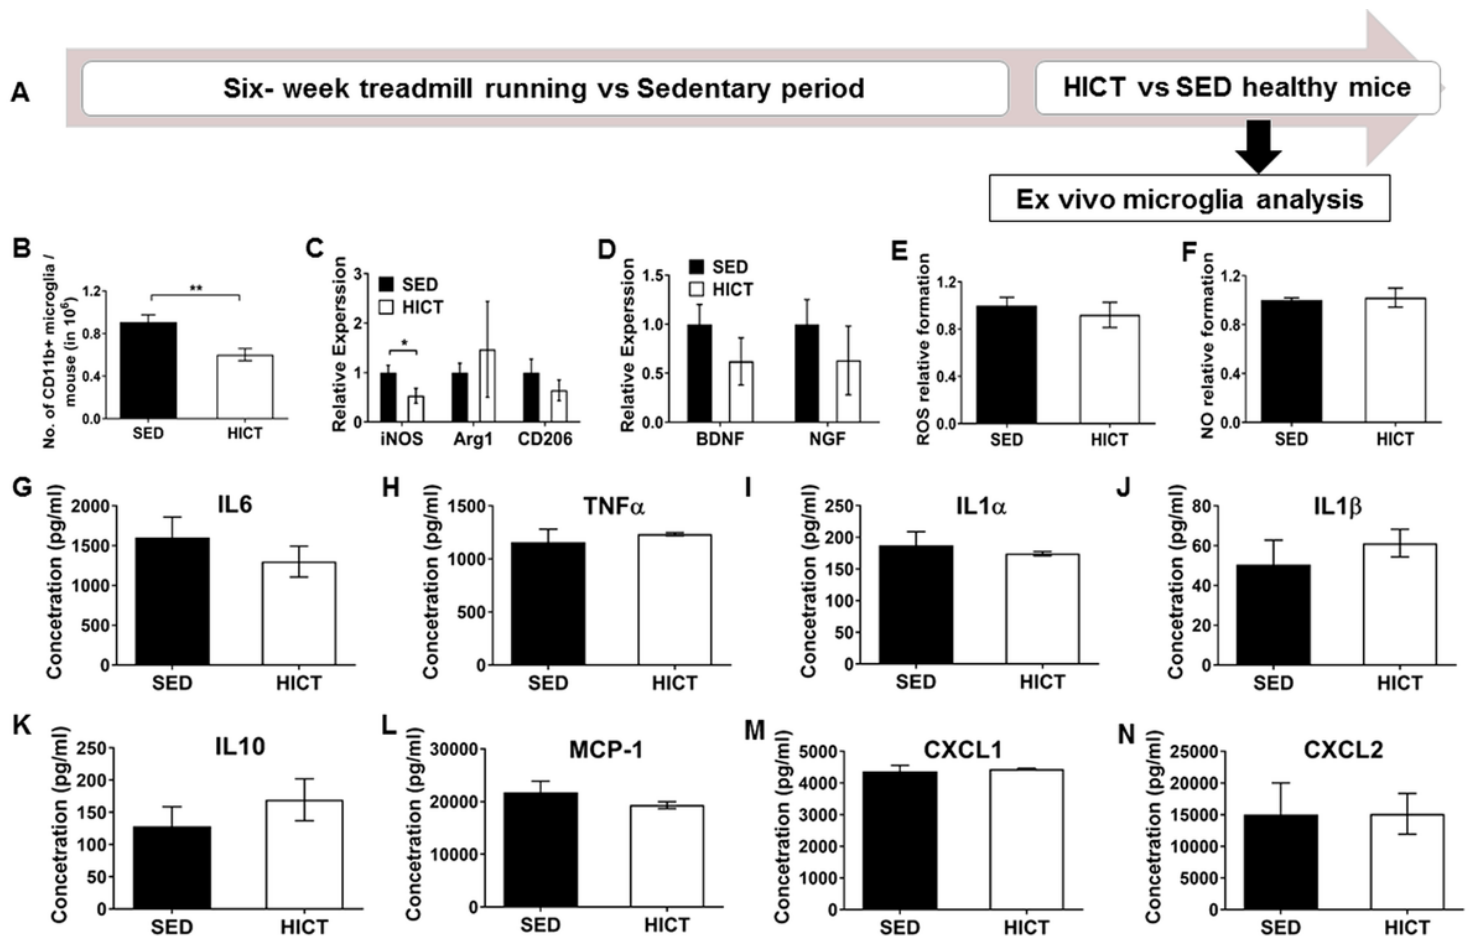 A
Six- week treadmill running vs Sedentary period
HICT vs SED healthy mice
Ex vivo microglia analysis
B
No. of CD11b+ microglia /
mouse (in 10⁶)
1.2
0.8
0.4
0.0
**
SED
HICT
C
Relative Experssion
3
2
1
0
SED
HICT
*
iNOS
Arg1
CD206
D
Relative Experssion
1.5
1.0
0.5
0.0
SED
HICT
BDNF
NGF
E
ROS relative formation
1.2
0.8
0.4
0.0
SED
HICT
F
NO relative formation
1.2
0.8
0.4
0.0
SED
HICT
G
IL6
Concetration (pg/ml)
2000
1500
1000
500
0
SED
HICT
H
TNFα
Concetration (pg/ml)
1500
1000
500
0
SED
HICT
I
IL1α
Concetration (pg/ml)
250
200
150
100
50
0
SED
HICT
J
IL1β
Concetration (pg/ml)
80
60
40
20
0
SED
HICT
K
IL10
Concetration (pg/ml)
250
200
150
100
50
0
SED
HICT
L
MCP-1
Concetration (pg/ml)
30000
20000
10000
0
SED
HICT
M
CXCL1
Concetration (pg/ml)
5000
4000
3000
2000
1000
0
SED
HICT
N
CXCL2
Concetration (pg/ml)
25000
20000
15000
10000
5000
0
SED
HICT